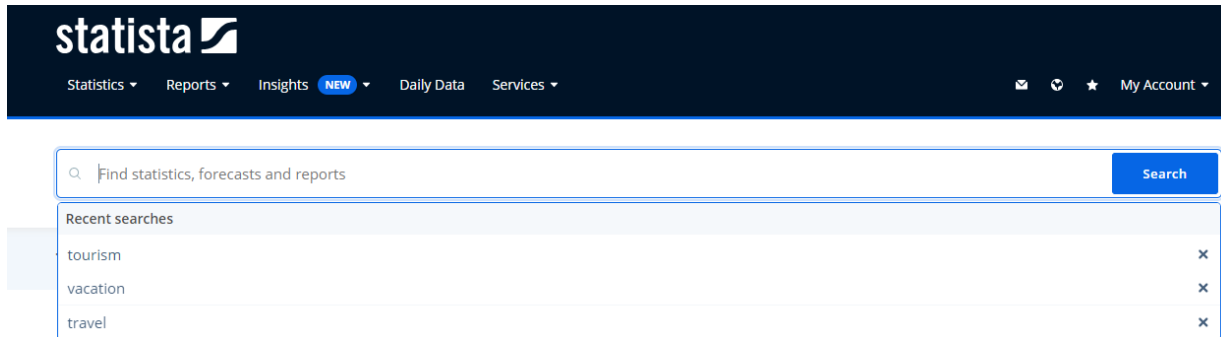 statista
Statistics Reports Insights NEW Daily Data Services My Account
Find statistics, forecasts and reports Search
Recent searches
tourism
vacation
travel